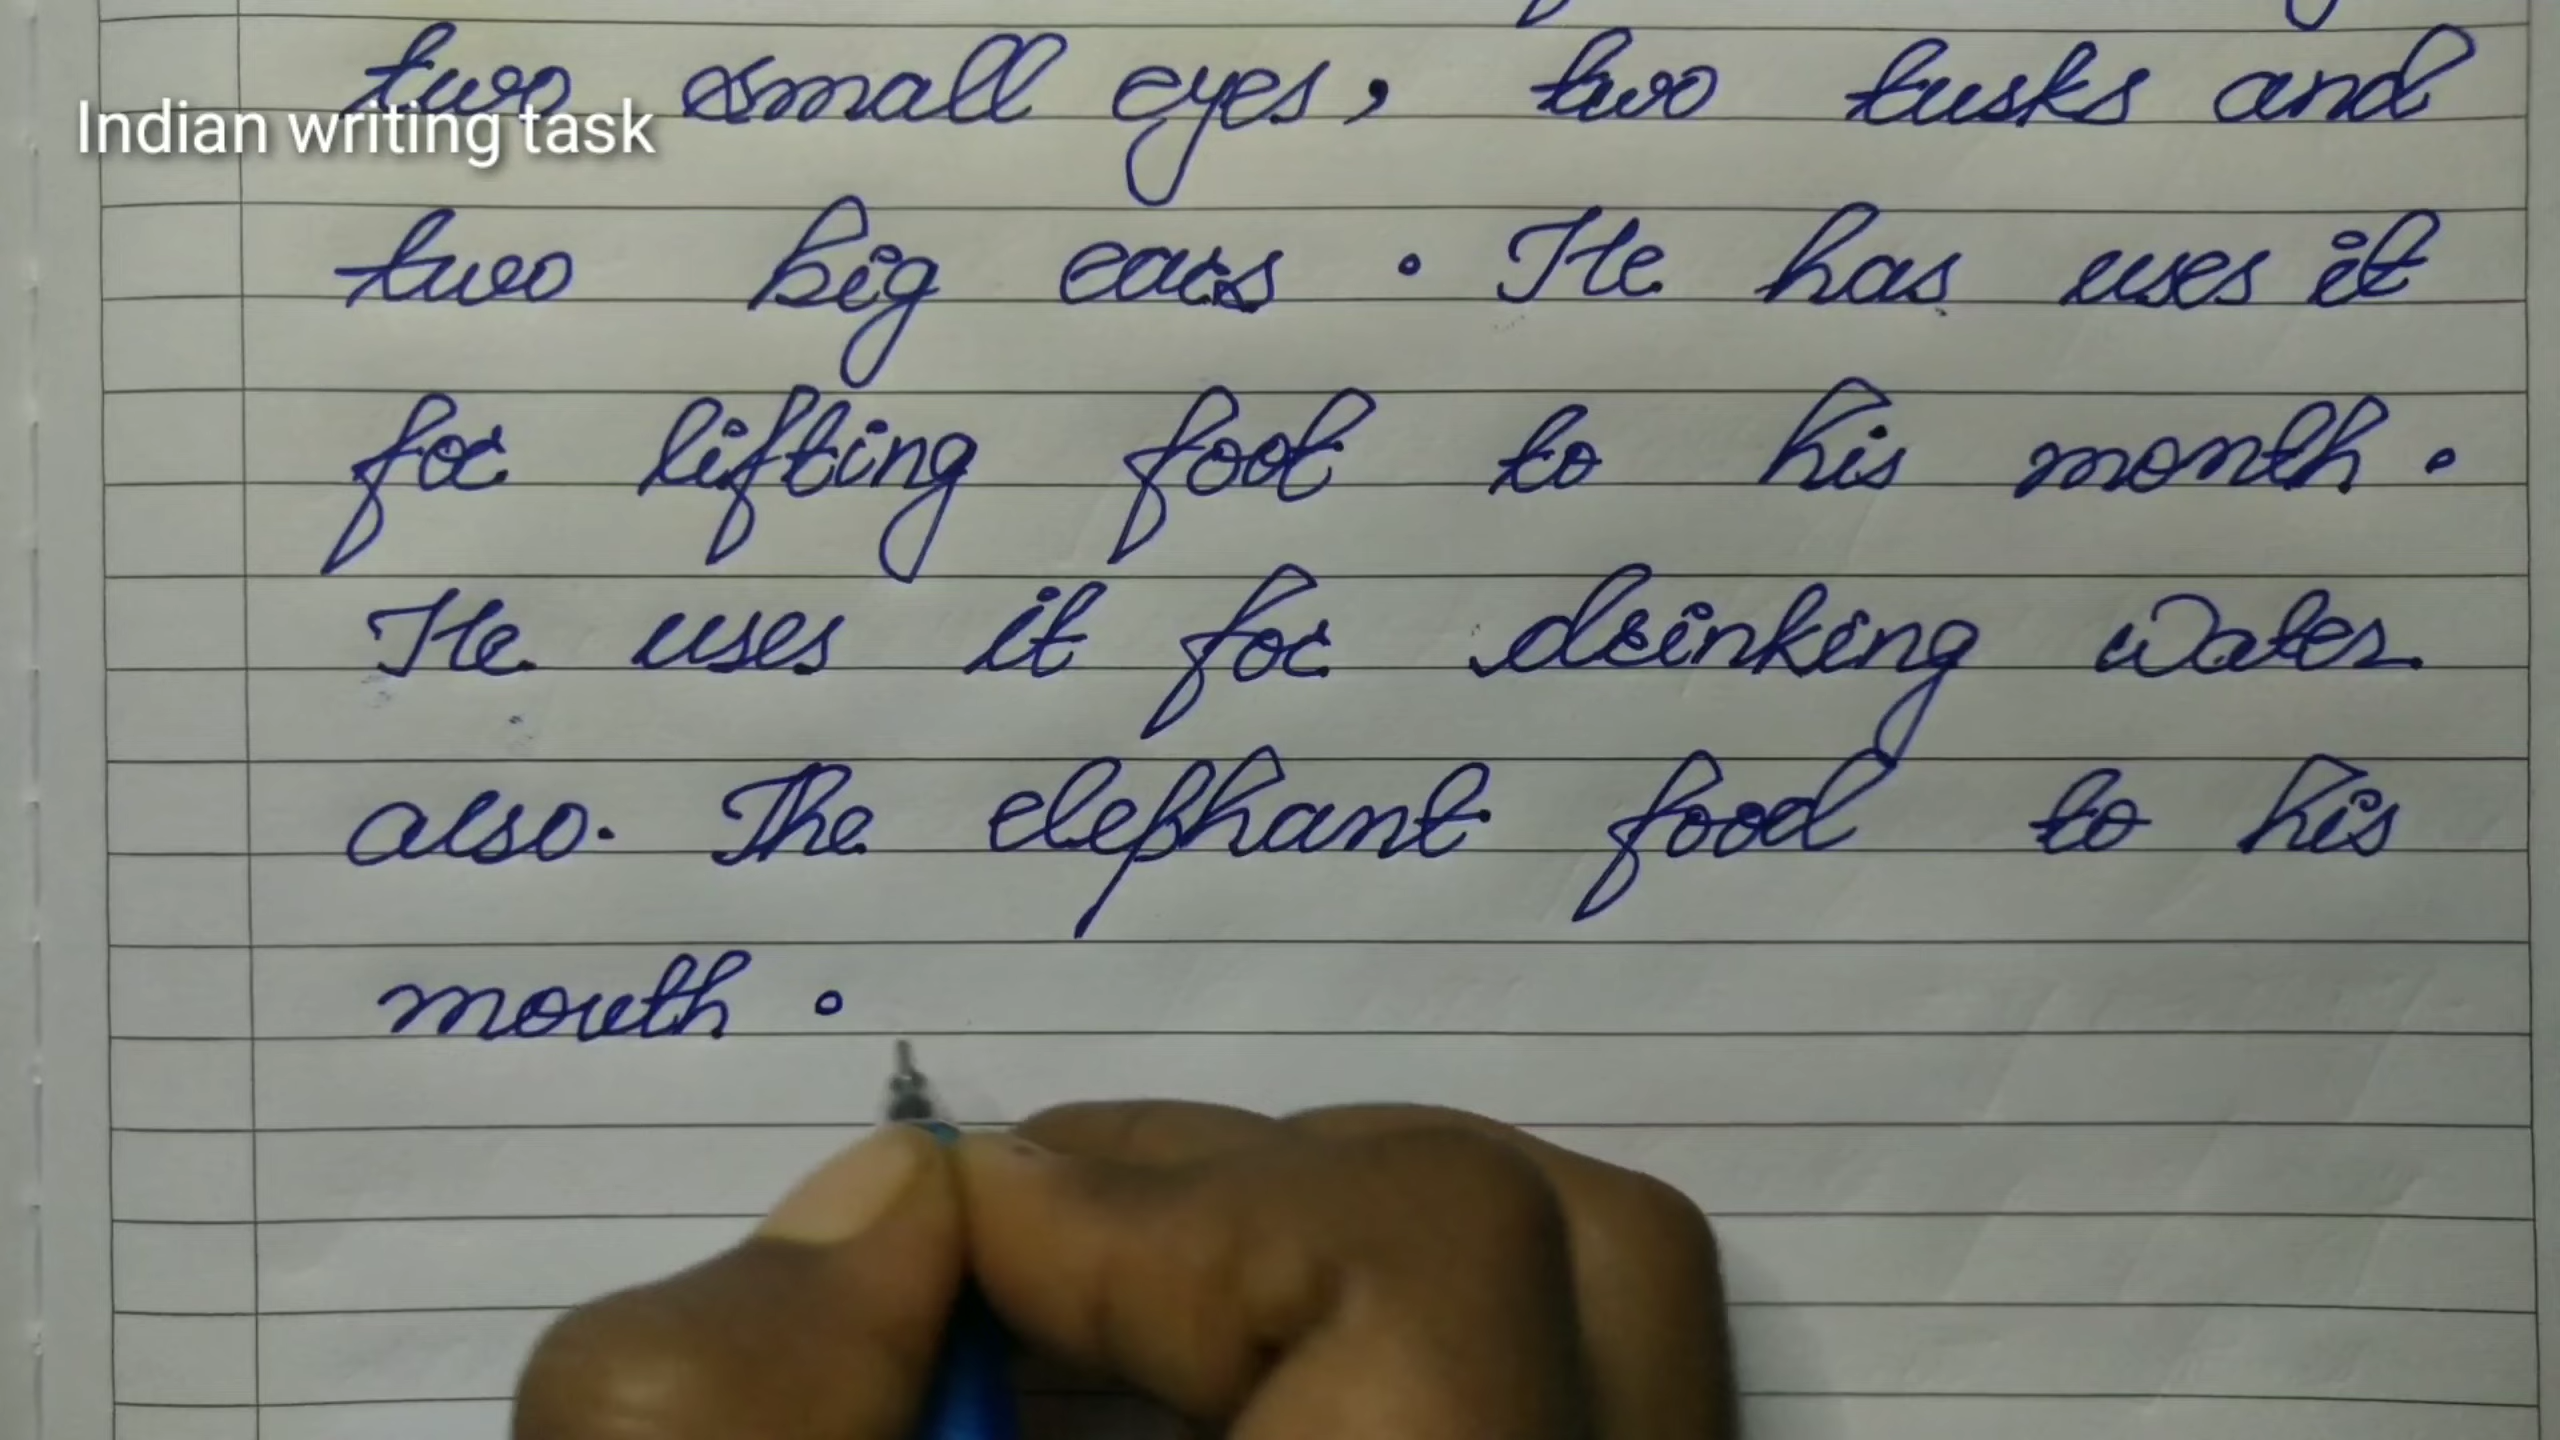 two small eyes, two tusks and
Indian writing task
two big ears . He has uses it
for lifting foot to his month .
He uses it for drinking water
also. The elephant food to his
mouth .